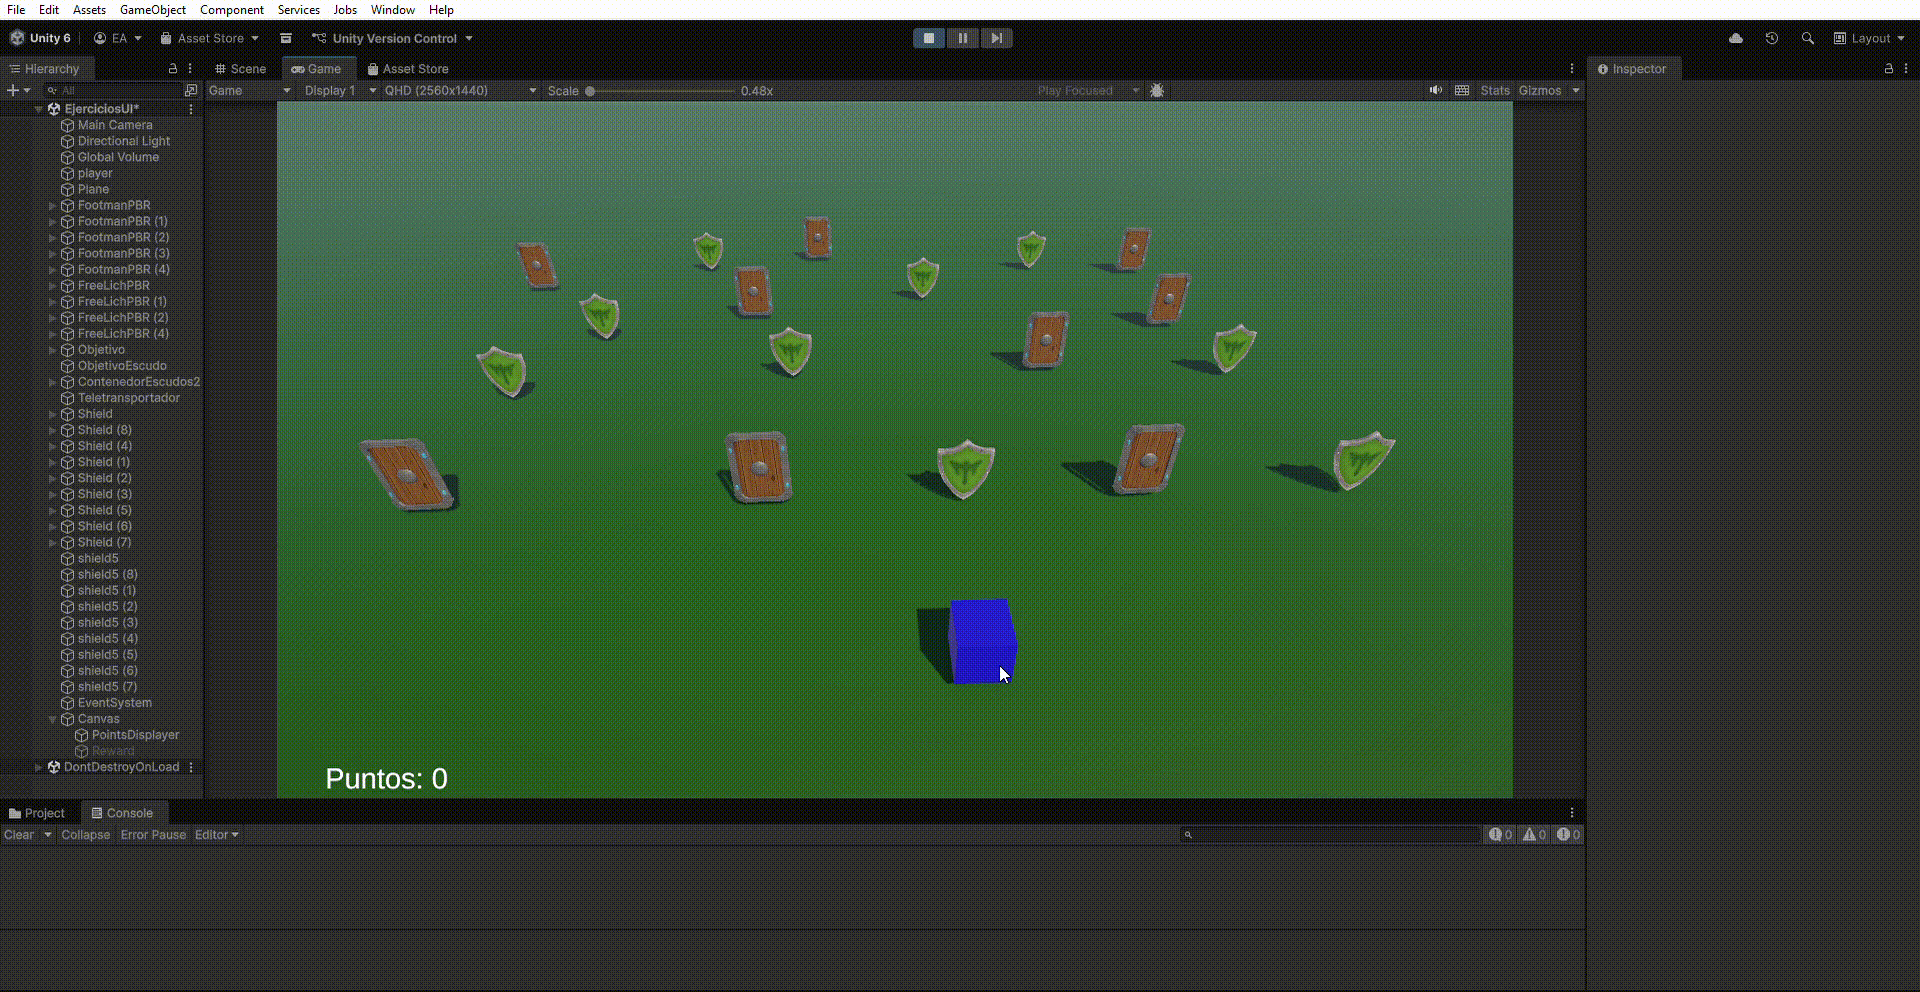 File Edit Assets GameObject Component Services Jobs Window Help
Unity 6 EA Asset Store Unity Version Control Layout
Hierarchy Scene Game Asset Store Inspector
All Game Display 1 QHD (2560x1440) Scale 0.48x Play Focused Stats Gizmos
EjerciciosUI*
Main Camera
Directional Light
Global Volume
player
Plane
FootmanPBR
FootmanPBR (1)
FootmanPBR (2)
FootmanPBR (3)
FootmanPBR (4)
FreeLichPBR
FreeLichPBR (1)
FreeLichPBR (2)
FreeLichPBR (4)
Objetivo
ObjetivoEscudo
ContenedorEscudos2
Teletransportador
Shield
Shield (8)
Shield (4)
Shield (1)
Shield (2)
Shield (3)
Shield (5)
Shield (6)
Shield (7)
shield5
shield5 (8)
shield5 (1)
shield5 (2)
shield5 (3)
shield5 (4)
shield5 (5)
shield5 (6)
shield5 (7)
EventSystem
Canvas
PointsDisplayer
Reward
DontDestroyOnLoad
Puntos: 0
Project Console
Clear Collapse Error Pause Editor 0 0 0